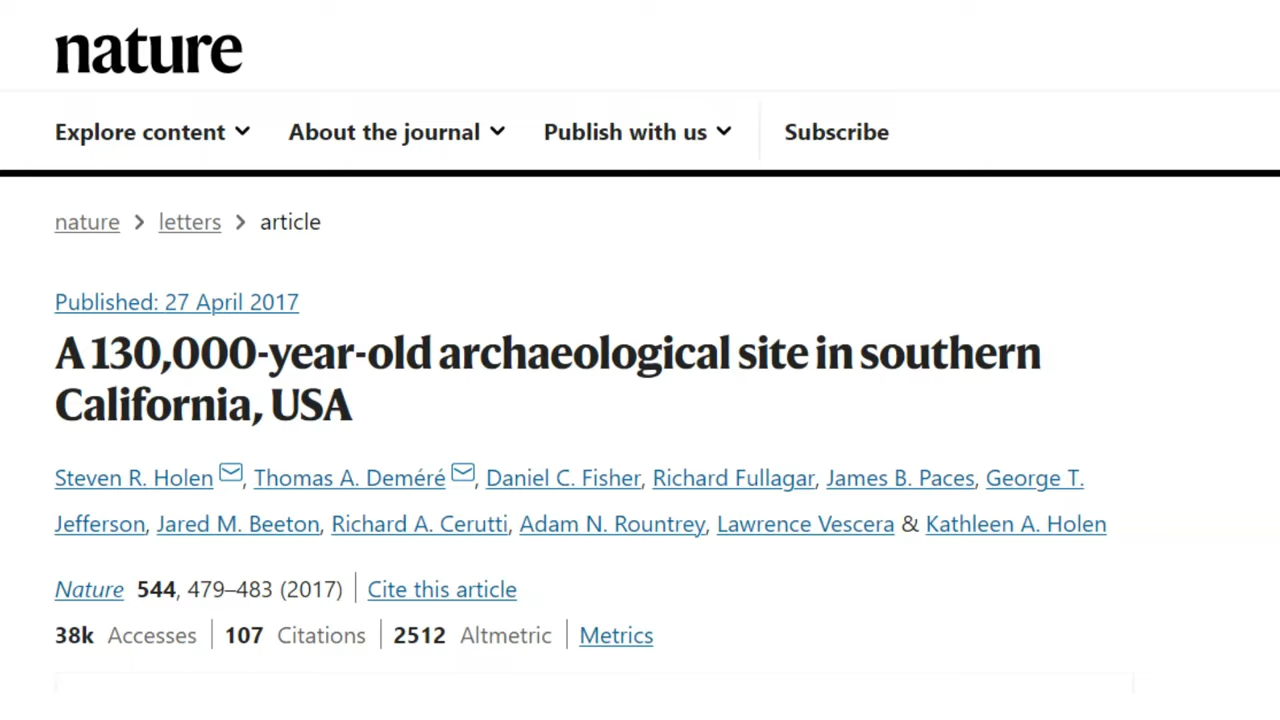 nature
Explore content About the journal Publish with us Subscribe
nature > letters > article
Published: 27 April 2017
A 130,000-year-old archaeological site in southern
California, USA
Steven R. Holen, Thomas A. Deméré, Daniel C. Fisher, Richard Fullagar, James B. Paces, George T.
Jefferson, Jared M. Beeton, Richard A. Cerutti, Adam N. Rountrey, Lawrence Vescera & Kathleen A. Holen
Nature 544, 479–483 (2017) | Cite this article
38k Accesses | 107 Citations | 2512 Altmetric | Metrics